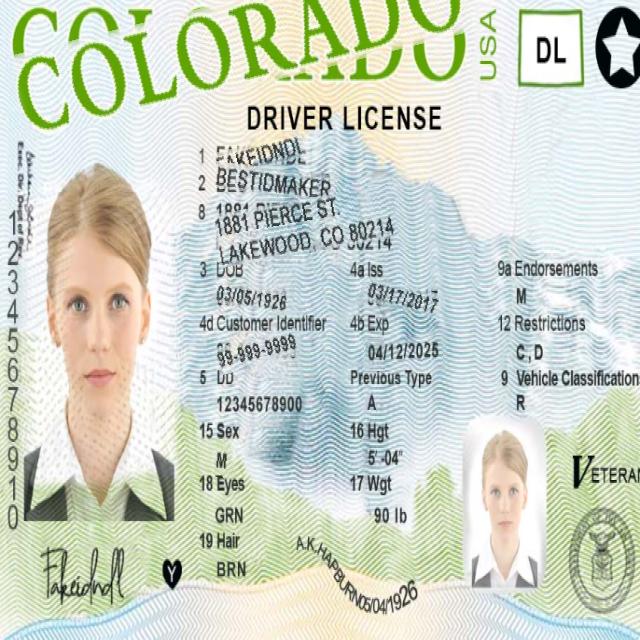 COLORADO
USA
DL
DRIVER LICENSE
1 FAKEIDNDL
2 BESTIDMAKER
8 1881 PIERCE ST.
LAKEWOOD, CO 80214
3 DOB
4a Iss
9a Endorsements
03/05/1926
03/17/2017
M
4d Customer Identifier
4b Exp
12 Restrictions
99-999-9999
04/12/2025
C, D
5 DD
Previous Type
9 Vehicle Classification
12345678900
A
R
15 Sex
16 Hgt
M
5'-04"
18 Eyes
17 Wgt
GRN
90 lb
19 Hair
BRN
VETERAN
1
2
3
4
5
6
7
8
9
1
0
Fakeidndl
Y
A.K.HAPBURN05/04/1926